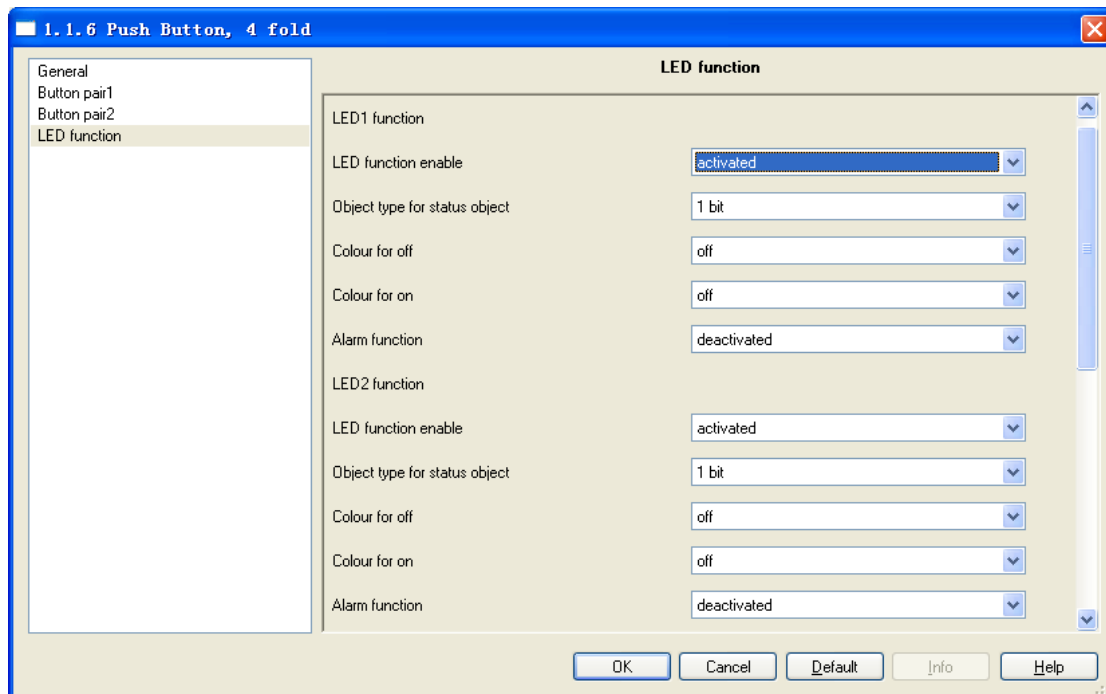 1.1.6 Push Button, 4 fold
General
Button pair1
Button pair2
LED function
LED function
LED1 function
LED function enable activated
Object type for status object 1 bit
Colour for off off
Colour for on off
Alarm function deactivated
LED2 function
LED function enable activated
Object type for status object 1 bit
Colour for off off
Colour for on off
Alarm function deactivated
OK Cancel Default Info Help